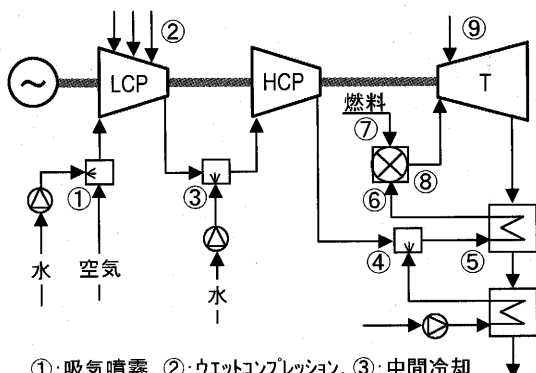 ②
⑨
LCP
HCP
T
燃料
⑦
⑥
⑧
①
③
④
⑤
水
空気
水
①:吸気噴霧 ②:ウエットコンプレッション, ③:中間冷却